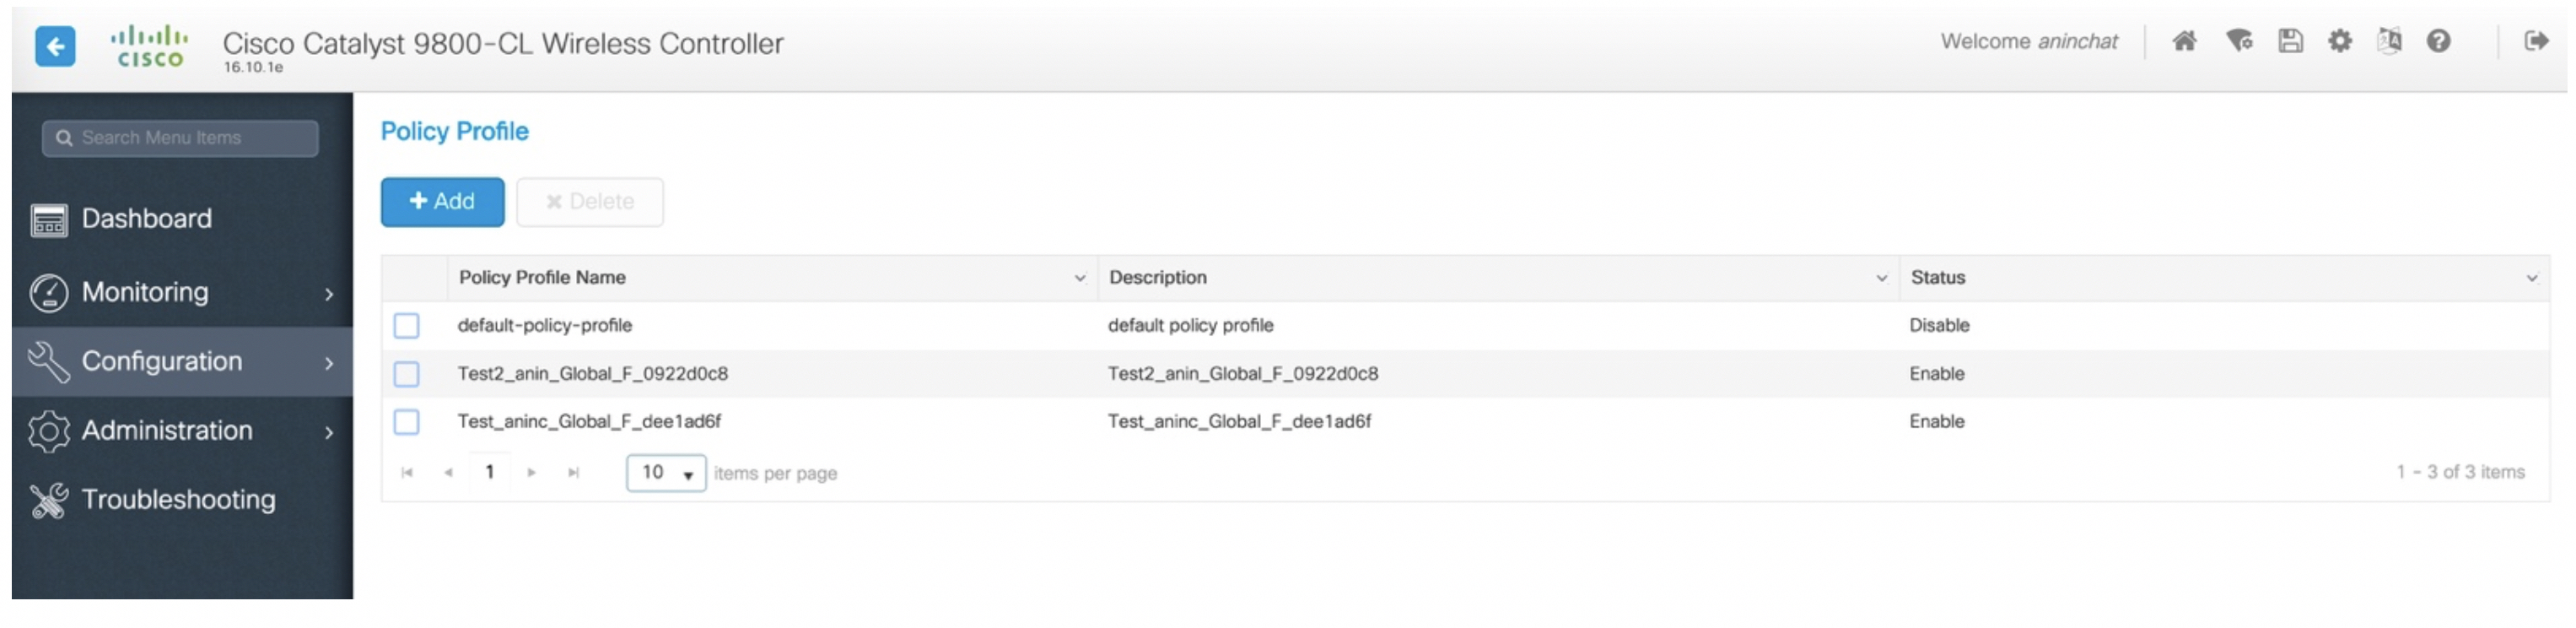 CISCO
Cisco Catalyst 9800-CL Wireless Controller
16.10.1e
Welcome aninchat
Search Menu Items
Dashboard
Monitoring
Configuration
Administration
Troubleshooting
Policy Profile
Add
Delete
Policy Profile Name Description Status
default-policy-profile default policy profile Disable
Test2_anin_Global_F_0922d0c8 Test2_anin_Global_F_0922d0c8 Enable
Test_aninc_Global_F_dee1ad6f Test_aninc_Global_F_dee1ad6f Enable
1 10 items per page 1 - 3 of 3 items